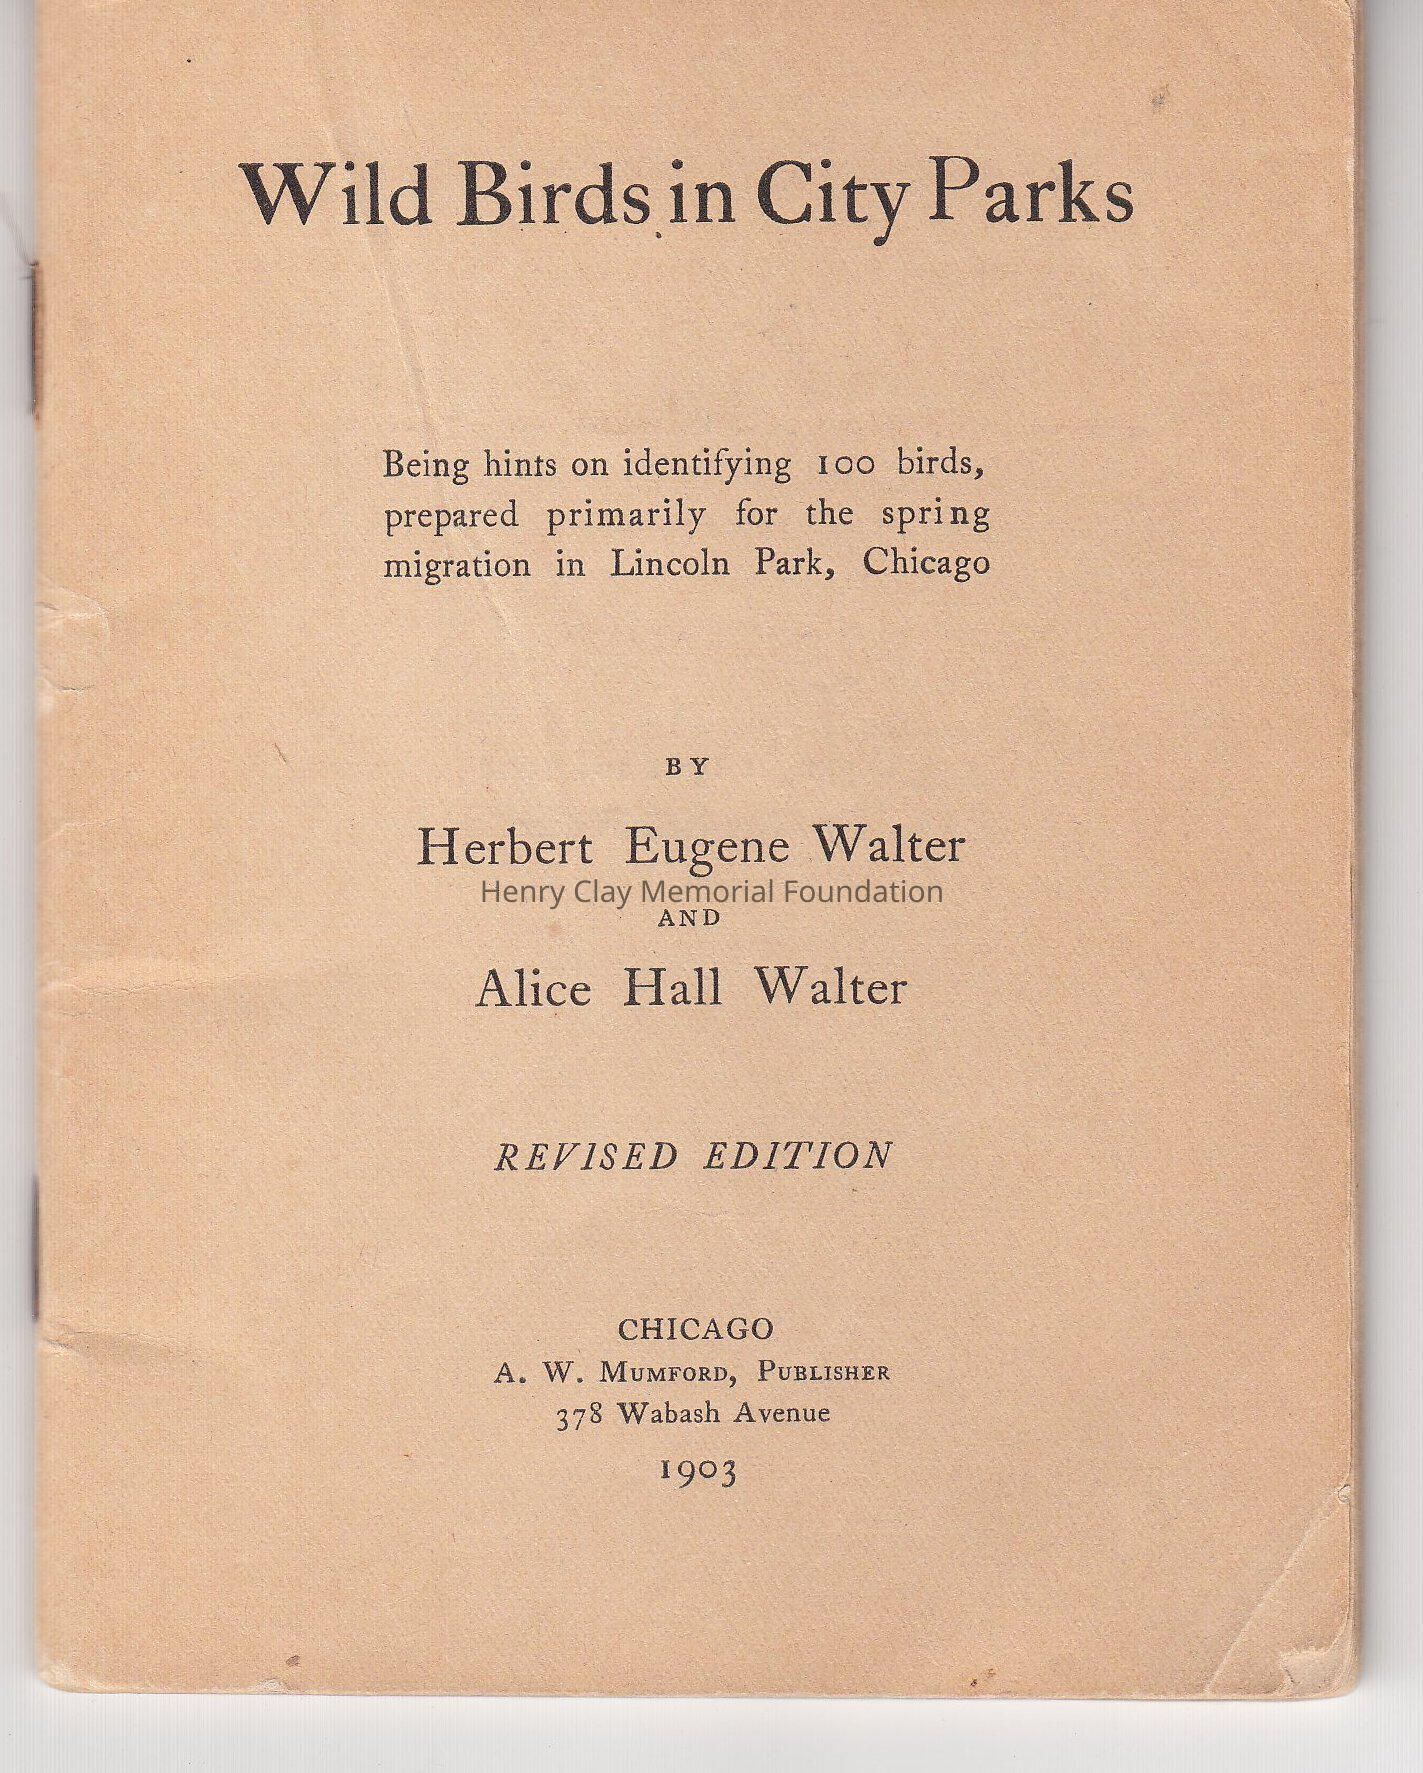 Wild Birds in City Parks
Being hints on identifying 100 birds,
prepared primarily for the spring
migration in Lincoln Park, Chicago
BY
Herbert Eugene Walter
Henry Clay Memorial Foundation
AND
Alice Hall Walter
REVISED EDITION
CHICAGO
A. W. MUMFORD, PUBLISHER
378 Wabash Avenue
1903